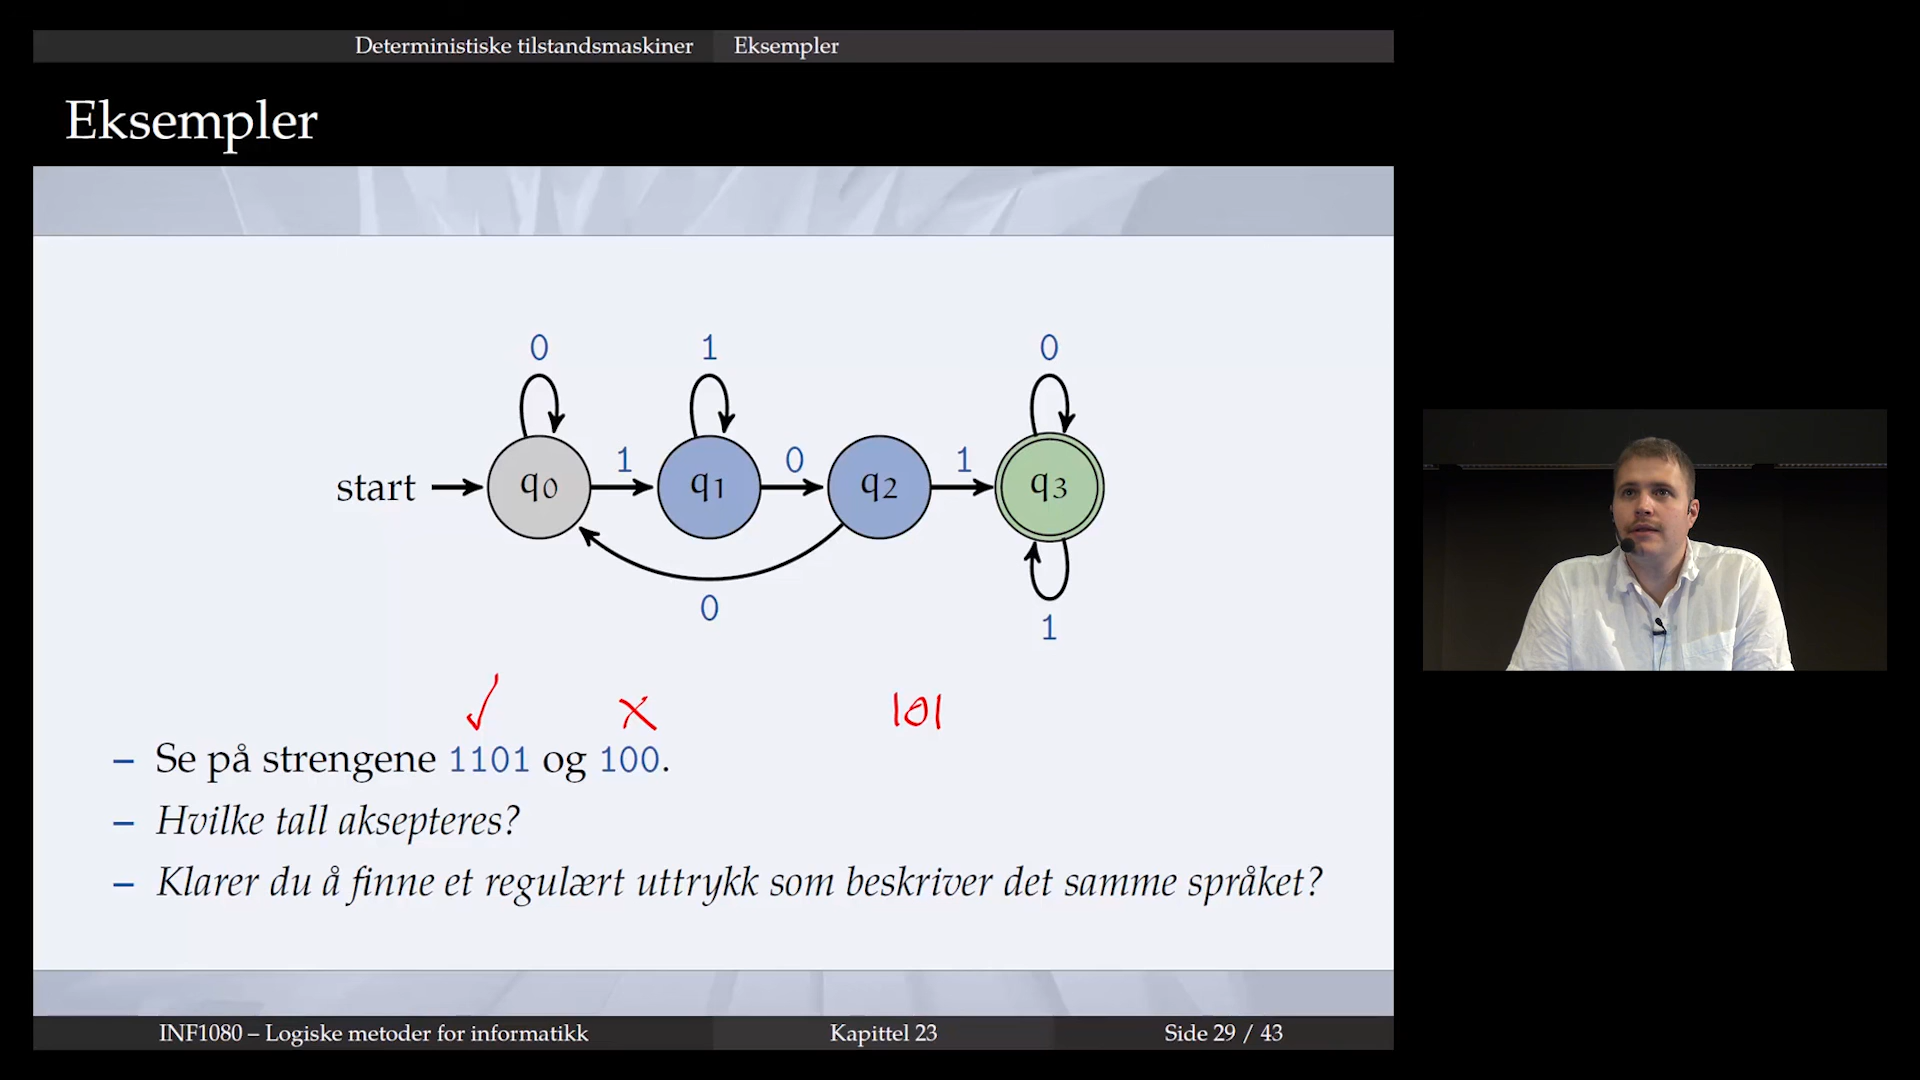 Deterministiske tilstandsmaskiner Eksempler
Eksempler
0 1 0
start q0 1 q1 0 q2 1 q3
0
1
✓ X 101
– Se på strengene 1101 og 100.
– Hvilke tall aksepteres?
– Klarer du å finne et regulært uttrykk som beskriver det samme språket?
INF1080 – Logiske metoder for informatikk Kapittel 23 Side 29 / 43